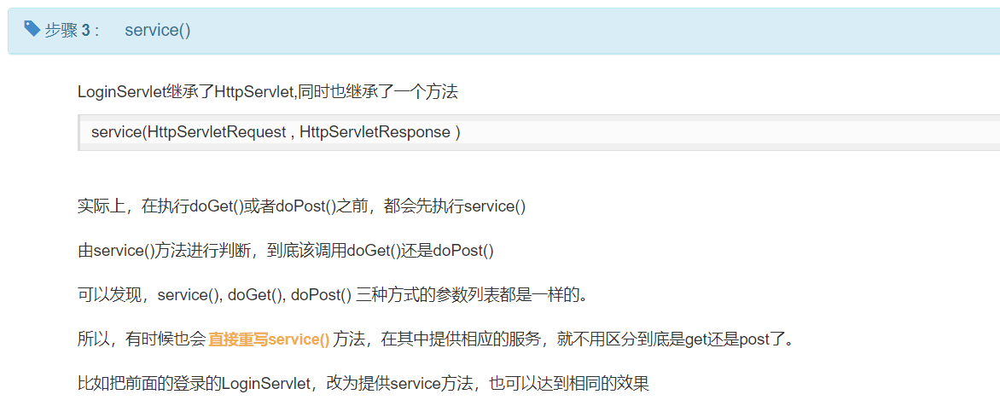 步骤 3 : service()
LoginServlet继承了HttpServlet,同时也继承了一个方法
service(HttpServletRequest , HttpServletResponse )
实际上，在执行doGet()或者doPost()之前，都会先执行service()
由service()方法进行判断，到底该调用doGet()还是doPost()
可以发现，service(), doGet(), doPost() 三种方式的参数列表都是一样的。
所以，有时候也会 直接重写service() 方法，在其中提供相应的服务，就不用区分到底是get还是post了。
比如把前面的登录的LoginServlet，改为提供service方法，也可以达到相同的效果